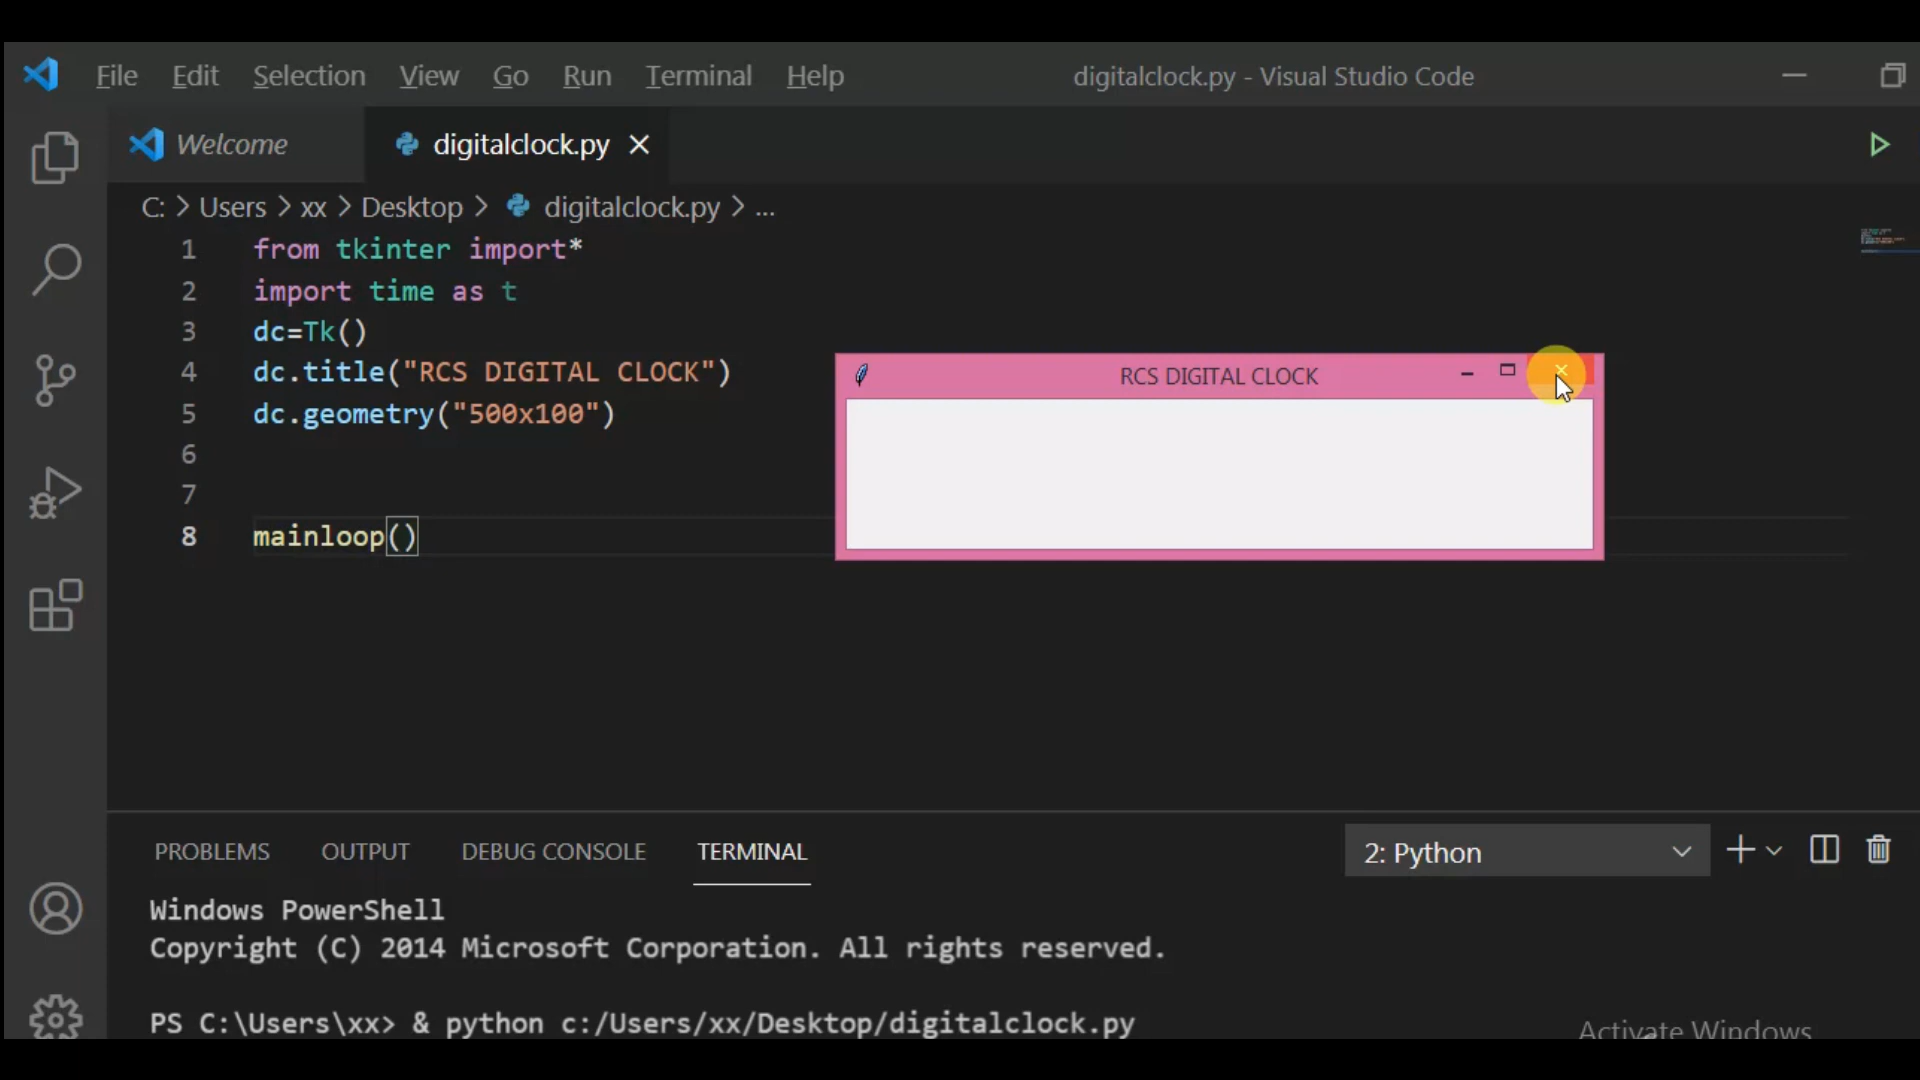 File Edit Selection View Go Run Terminal Help digitalclock.py - Visual Studio Code
Welcome digitalclock.py
C: > Users > xx > Desktop > digitalclock.py > ...
1 from tkinter import*
2 import time as t
3 dc=Tk()
4 dc.title("RCS DIGITAL CLOCK")
5 dc.geometry("500x100")
6
7
8 mainloop()
RCS DIGITAL CLOCK
PROBLEMS OUTPUT DEBUG CONSOLE TERMINAL 2: Python
Windows PowerShell
Copyright (C) 2014 Microsoft Corporation. All rights reserved.
PS C:\Users\xx> & python c:/Users/xx/Desktop/digitalclock.py
Activate Windows